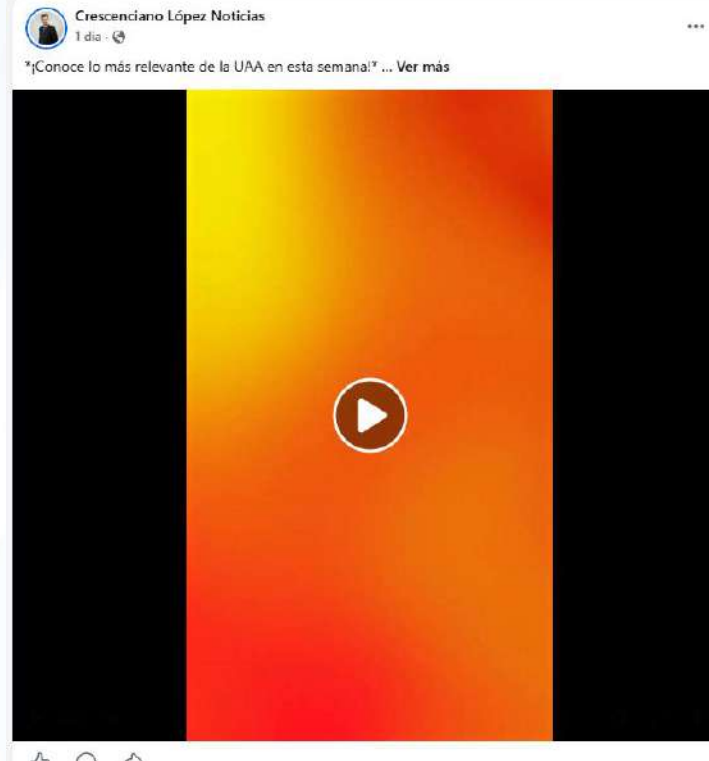 Crescenciano López Noticias
1 día ·
*¡Conoce lo más relevante de la UAA en esta semana!* ... Ver más